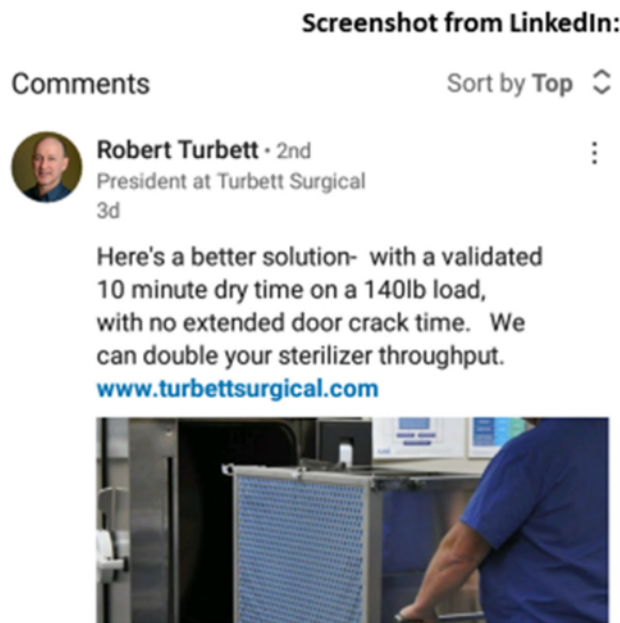 Screenshot from LinkedIn:
Comments
Sort by Top
Robert Turbett • 2nd
President at Turbett Surgical
3d
Here's a better solution- with a validated
10 minute dry time on a 140lb load,
with no extended door crack time. We
can double your sterilizer throughput.
www.turbettsurgical.com